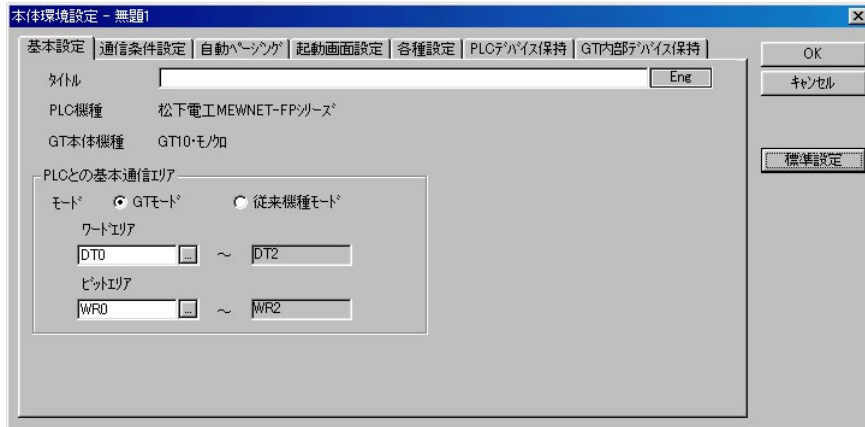 本体環境設定 - 無題1
基本設定 通信条件設定 自動ﾍﾟｰｼﾞﾝｸﾞ 起動画面設定 各種設定 PLCﾃﾞﾊﾞｲｽ保持 GT内部ﾃﾞﾊﾞｲｽ保持
OK
ﾀｲﾄﾙ Eng
ｷｬﾝｾﾙ
PLC機種 松下電工MEWNET-FPｼﾘｰｽﾞ
GT本体機種 GT10・ﾓﾉｸﾛ
標準設定
PLCとの基本通信ｴﾘｱ
ﾓｰﾄﾞ GTﾓｰﾄﾞ 従来機種ﾓｰﾄﾞ
ﾜｰﾄﾞｴﾘｱ
DT0 ... ～ DT2
ﾋﾞｯﾄｴﾘｱ
WR0 ... ～ WR2